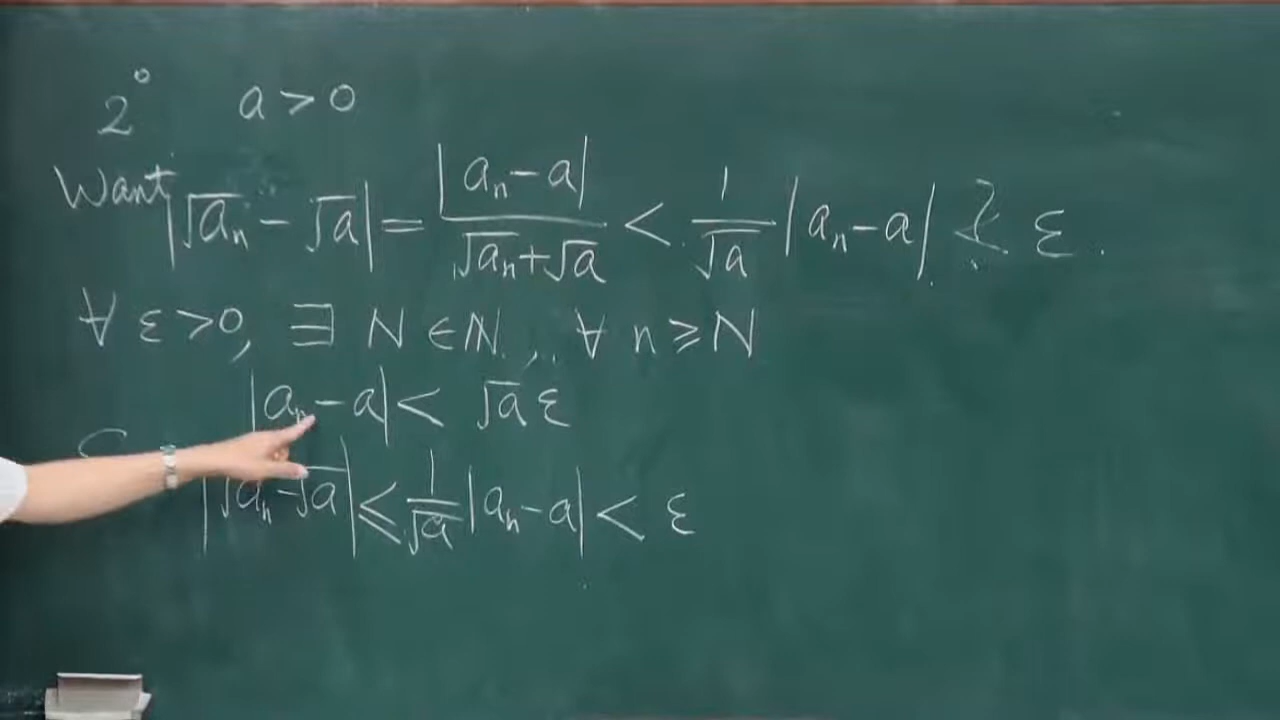 2° a > 0
Want |√aₙ - √a| = |aₙ - a| / (√aₙ + √a) < 1/√a |aₙ - a| < ε.
∀ ε > 0, ∃ N ∈ ℕ, ∀ n ≥ N
|aₙ - a| < √a ε
|√aₙ - √a| ≤ 1/√a |aₙ - a| < ε